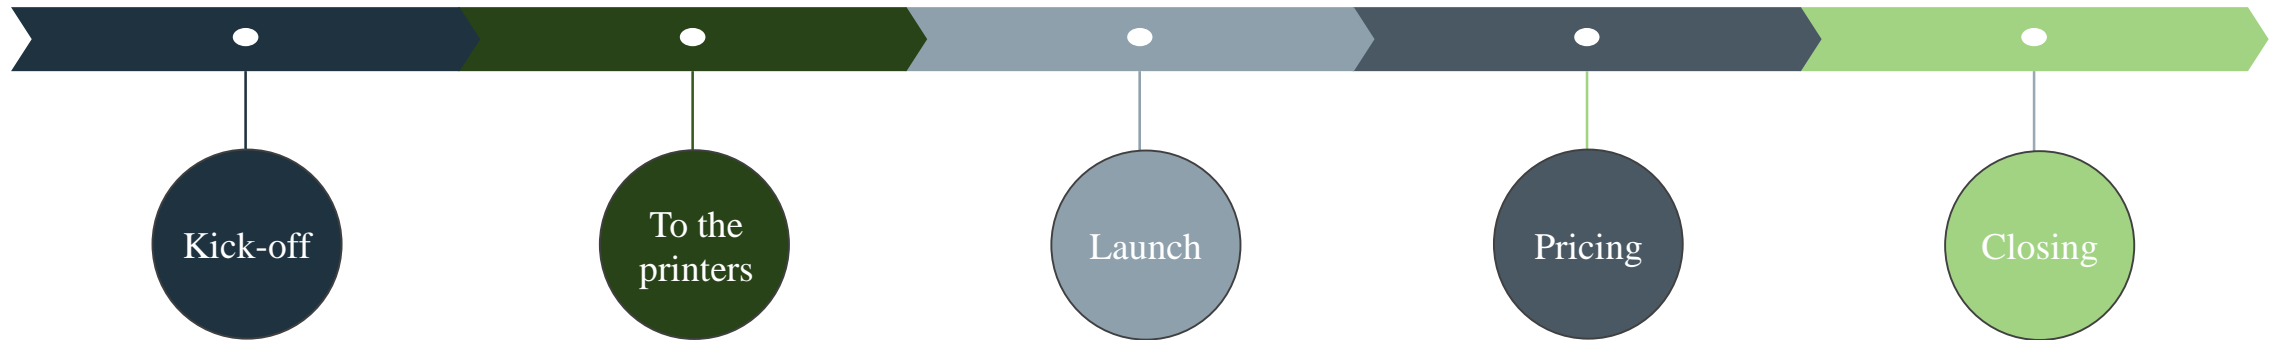 Kick-off
To the
printers
Launch
Pricing
Closing